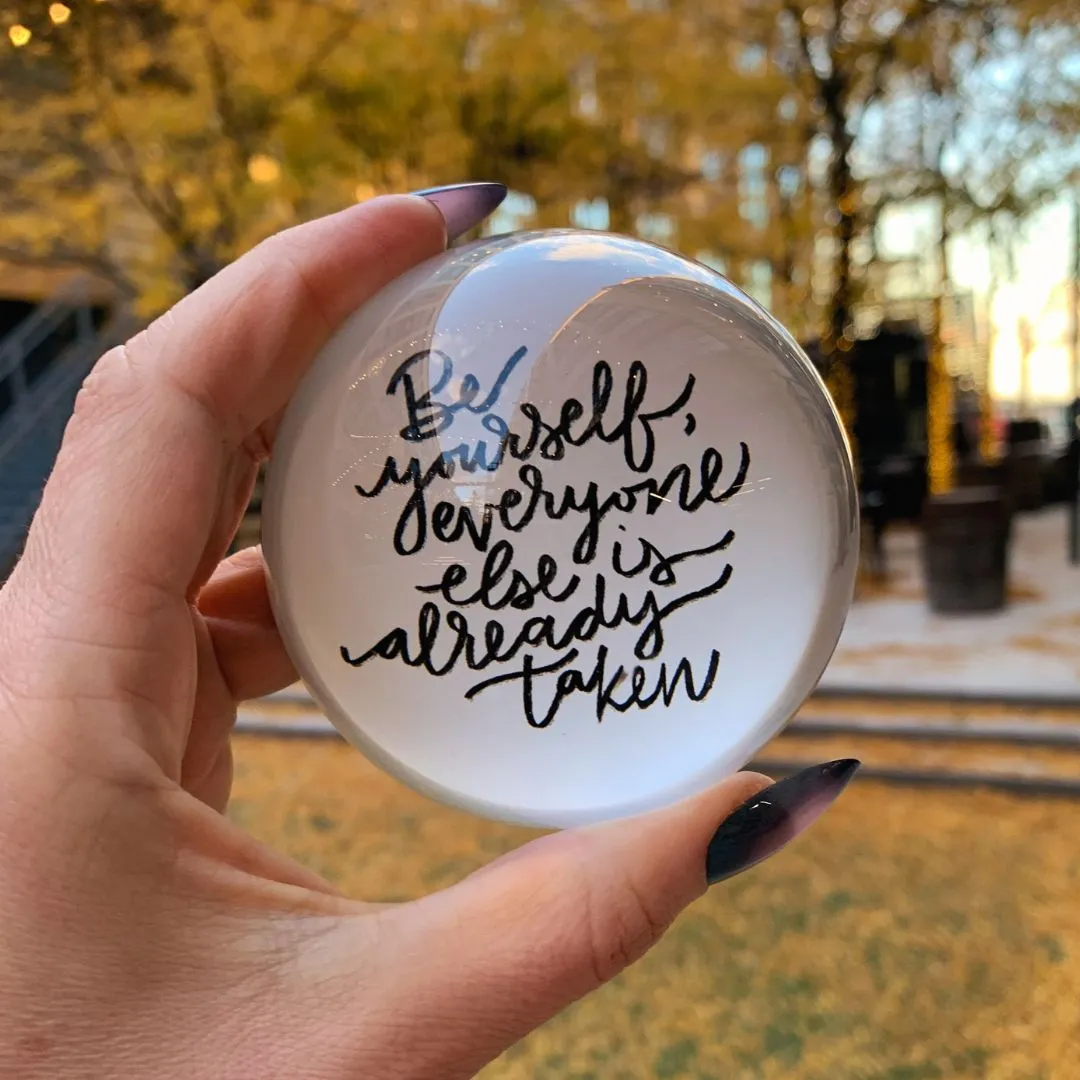 Be
yourself,
everyone
else is
already
taken